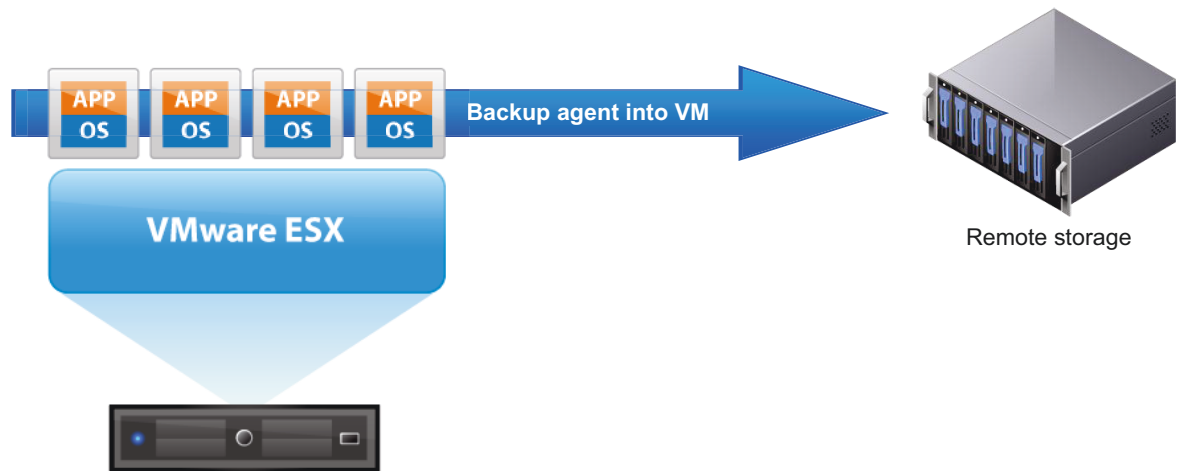 APP APP APP APP
OS OS OS OS
Backup agent into VM
VMware ESX
Remote storage